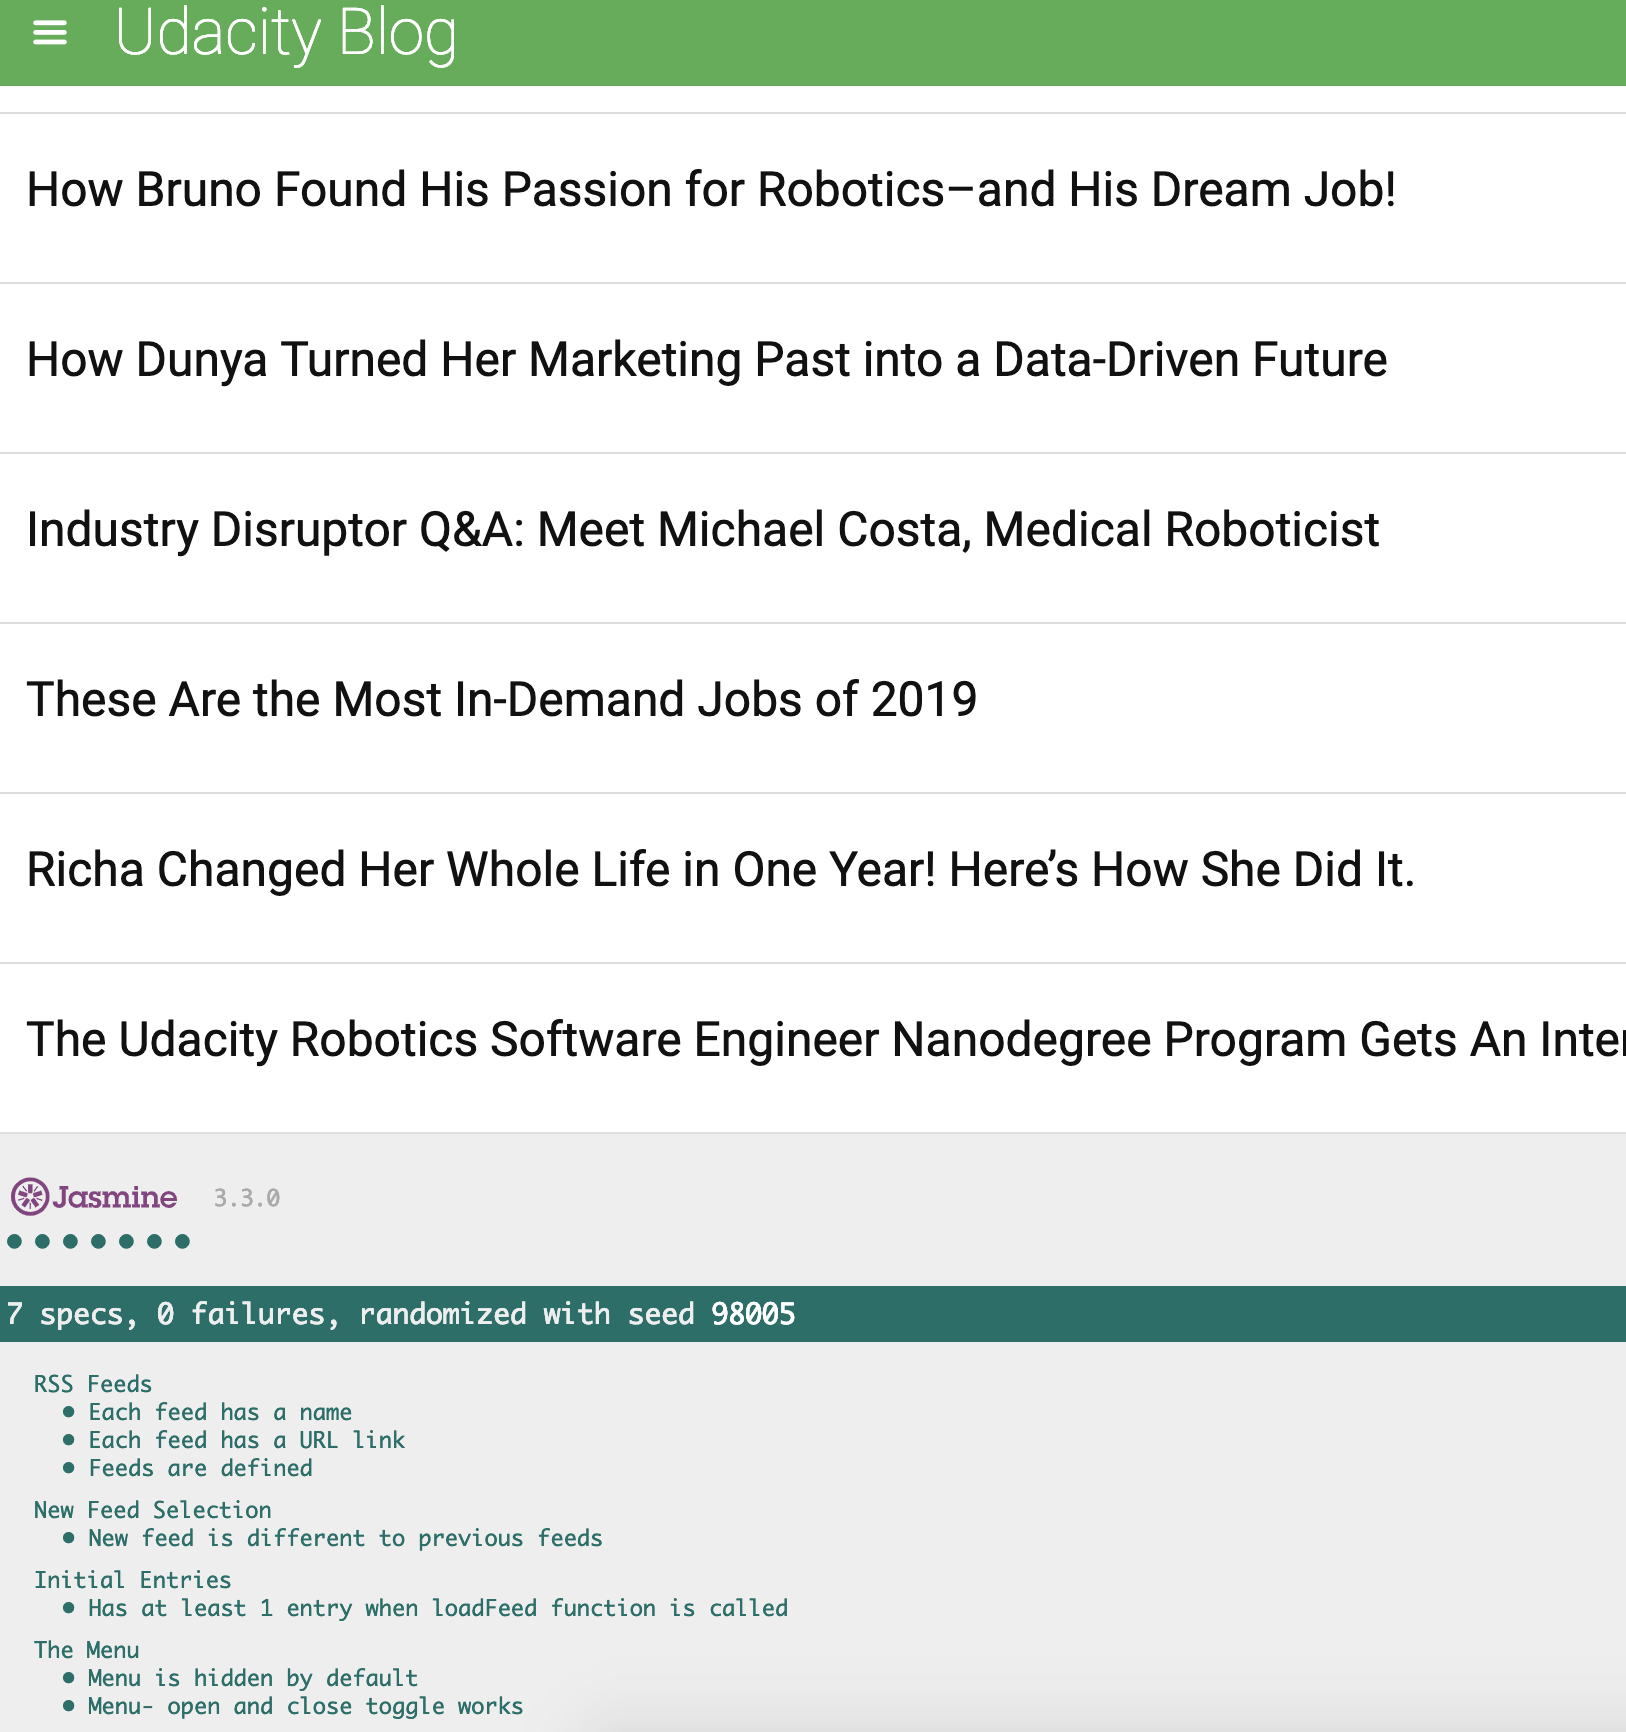 Udacity Blog
How Bruno Found His Passion for Robotics–and His Dream Job!
How Dunya Turned Her Marketing Past into a Data-Driven Future
Industry Disruptor Q&A: Meet Michael Costa, Medical Roboticist
These Are the Most In-Demand Jobs of 2019
Richa Changed Her Whole Life in One Year! Here’s How She Did It.
The Udacity Robotics Software Engineer Nanodegree Program Gets An
Jasmine 3.3.0
7 specs, 0 failures, randomized with seed 98005
RSS Feeds
• Each feed has a name
• Each feed has a URL link
• Feeds are defined
New Feed Selection
• New feed is different to previous feeds
Initial Entries
• Has at least 1 entry when loadFeed function is called
The Menu
• Menu is hidden by default
• Menu- open and close toggle works